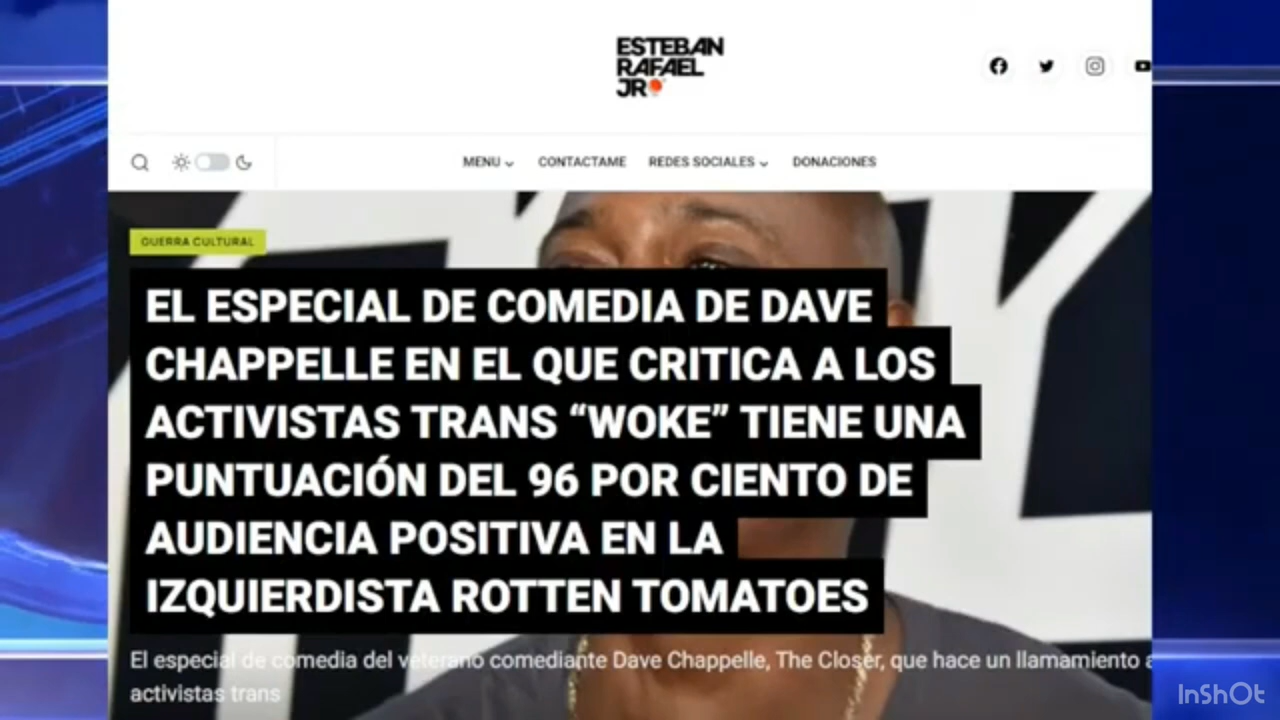 ESTEBAN
RAFAEL
JR
MENU
CONTACTAME
REDES SOCIALES
DONACIONES
GUERRA CULTURAL
EL ESPECIAL DE COMEDIA DE DAVE
CHAPPELLE EN EL QUE CRITICA A LOS
ACTIVISTAS TRANS “WOKE” TIENE UNA
PUNTUACIÓN DEL 96 POR CIENTO DE
AUDIENCIA POSITIVA EN LA
IZQUIERDISTA ROTTEN TOMATOES
El especial de comedia del veterano comediante Dave Chappelle, The Closer, que hace un llamamiento a
activistas trans
InShOt